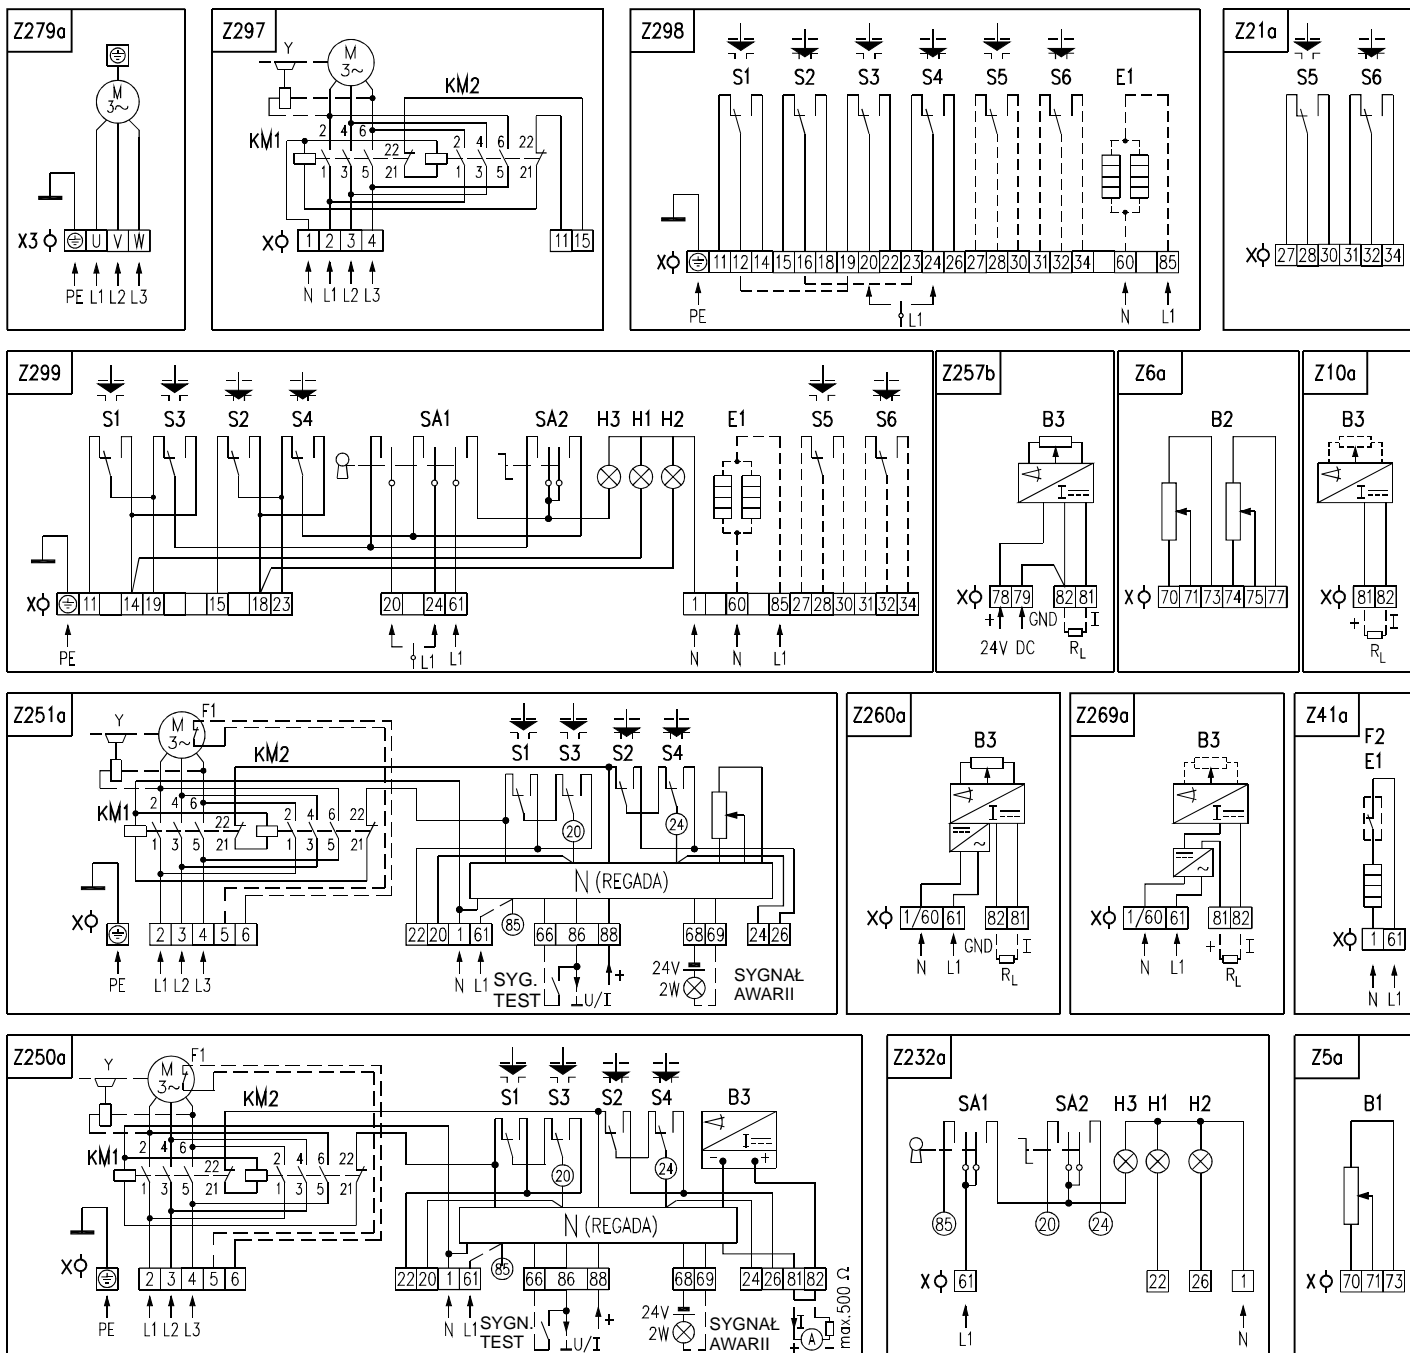 Z279a
M
3~
X3
U V W
PE L1 L2 L3
Z297
Y
M
3~
KM2
2 4 6
KM1
22
2 4 6 22
1 3 5 21
1 3 5 21
X
1 2 3 4
11 15
N L1 L2 L3
Z298
S1 S2 S3 S4 S5 S6 E1
X
11 12 14 15 16 18 19 20 22 23 24 26 27 28 30 31 32 34 60 85
PE L1 N L1
Z21a
S5 S6
X
27 28 30 31 32 34
Z299
S1 S3 S2 S4 SA1 SA2 H3 H1 H2 E1 S5 S6
X
11 14 19 15 18 23 20 24 61 1 60 85 27 28 30 31 32 34
PE L1 L1 N N L1
Z257b
B3
I
X
78 79 82 81
+ GND I
24V DC RL
Z6a
B2
X
70 71 73 74 75 77
Z10a
B3
I
X
81 82
+ I
RL
Z251a
Y
M
3~
F1
KM2
S1 S3 S2 S4
2 4 6
KM1
22
2 4 6 22
1 3 5 21
1 3 5 21
20
24
N (REGADA)
X
2 3 4 5 6
22 20 1 61
85
66 86 88
68 69
24 26
PE L1 L2 L3
N L1
SYG.
TEST
U/I
+
24V
2W
SYGNAŁ
AWARII
Z260a
B3
I
~
X
1/60 61 82 81
N L1 GND I
RL
Z269a
B3
I
~
X
1/60 61 81 82
N L1 + I
RL
Z41a
F2
E1
X
1 61
N L1
Z250a
Y
M
3~
F1
KM2
S1 S3 S2 S4 B3
I
- +
2 4 6
KM1
22
2 4 6 22
1 3 5 21
1 3 5 21
20
24
N (REGADA)
X
2 3 4 5 6
22 20 1 61
85
66 86 88
68 69
24 26 81 82
PE L1 L2 L3
N L1
SYGN.
TEST
U/I
+
24V
2W
SYGNAŁ
AWARII
I
A
+
max.500 Ω
Z232a
SA1 SA2 H3 H1 H2
85 20 24
X
61 22 26 1
L1 N
Z5a
B1
X
70 71 73